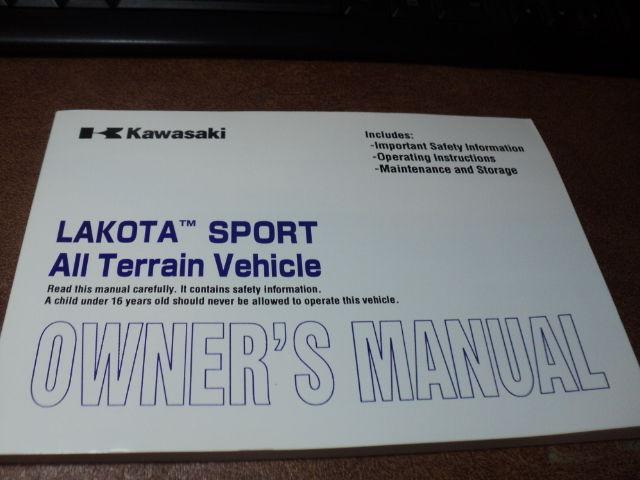 Kawasaki
Includes:
-Important Safety Information
-Operating Instructions
-Maintenance and Storage
LAKOTA™ SPORT
All Terrain Vehicle
Read this manual carefully. It contains safety information.
A child under 16 years old should never be allowed to operate this vehicle.
OWNER'S MANUAL